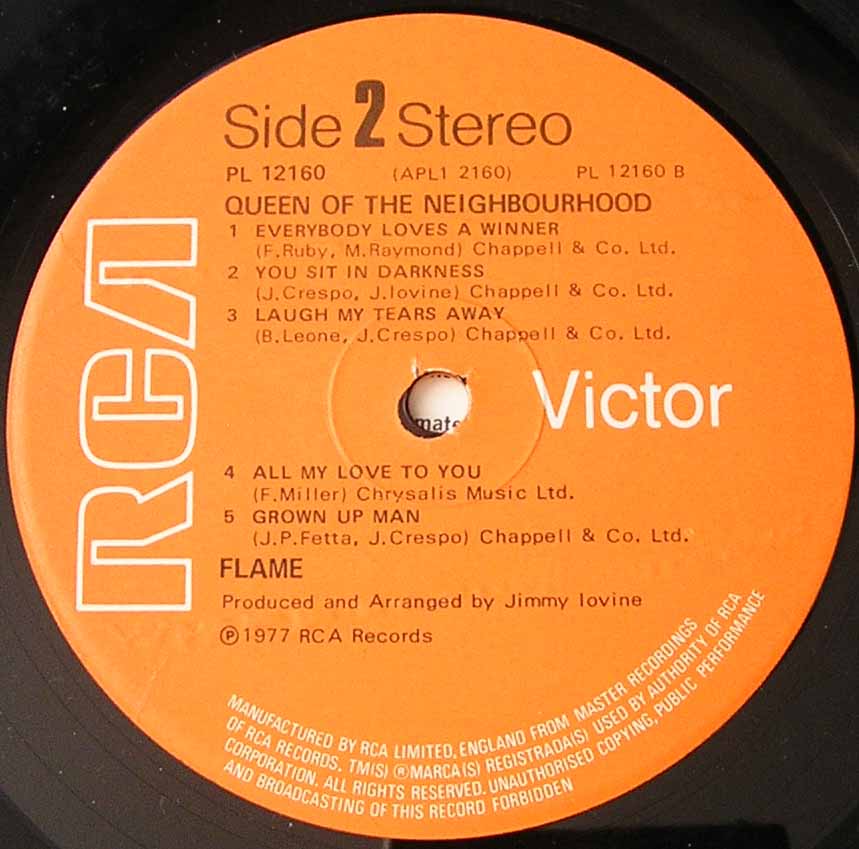 Side 2 Stereo
PL 12160 (APL1 2160) PL 12160 B
QUEEN OF THE NEIGHBOURHOOD
1 EVERYBODY LOVES A WINNER
(F.Ruby, M.Raymond) Chappell & Co. Ltd.
2 YOU SIT IN DARKNESS
(J.Crespo, J.Iovine) Chappell & Co. Ltd.
3 LAUGH MY TEARS AWAY
(B.Leone, J.Crespo) Chappell & Co. Ltd.
RCA
Victor
4 ALL MY LOVE TO YOU
(F.Miller) Chrysalis Music Ltd.
5 GROWN UP MAN
(J.P.Fetta, J.Crespo) Chappell & Co. Ltd.
FLAME
Produced and Arranged by Jimmy Iovine
℗1977 RCA Records
MANUFACTURED BY RCA LIMITED, ENGLAND FROM MASTER RECORDINGS
OF RCA RECORDS. TM(S) ®MARCA(S) REGISTRADA(S) USED BY AUTHORITY OF RCA
CORPORATION. ALL RIGHTS RESERVED. UNAUTHORISED COPYING, PUBLIC PERFORMANCE
AND BROADCASTING OF THIS RECORD FORBIDDEN